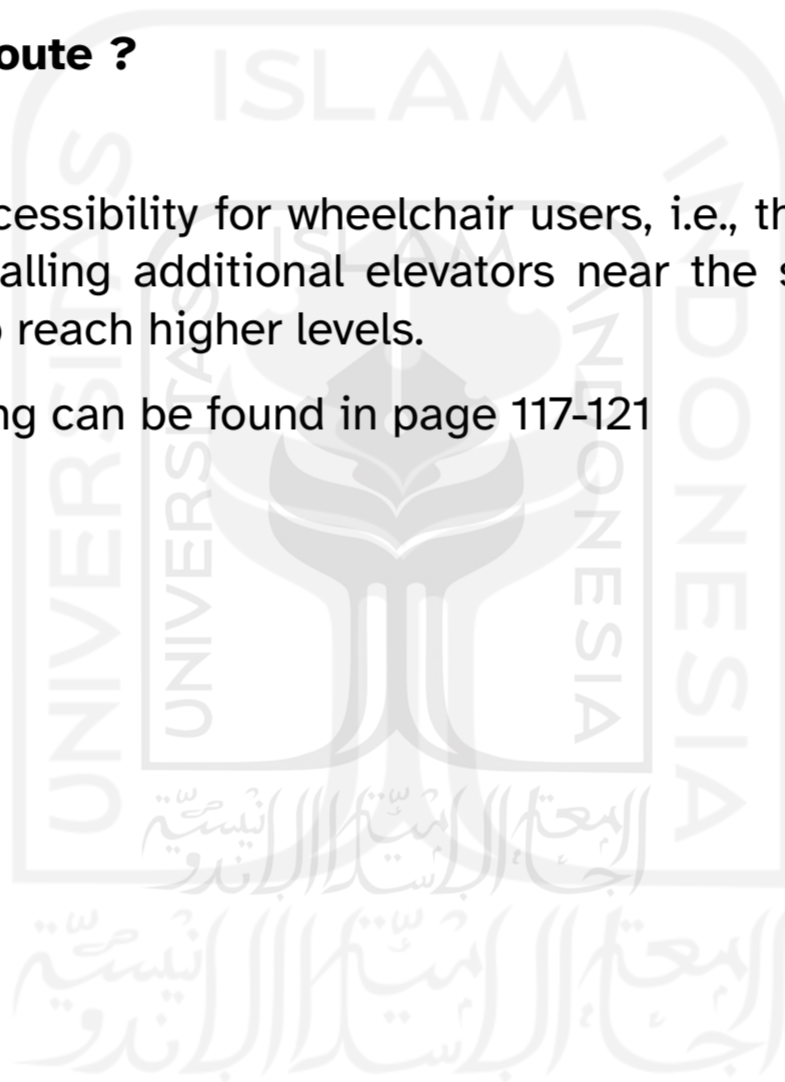 oute ?
cessibility for wheelchair users, i.e., th
alling additional elevators near the s
o reach higher levels.
ng can be found in page 117-121
ISLAM
UNIVERSITAS
INDONESIA
ISLAM
UNIVERSITAS
INDONESIA